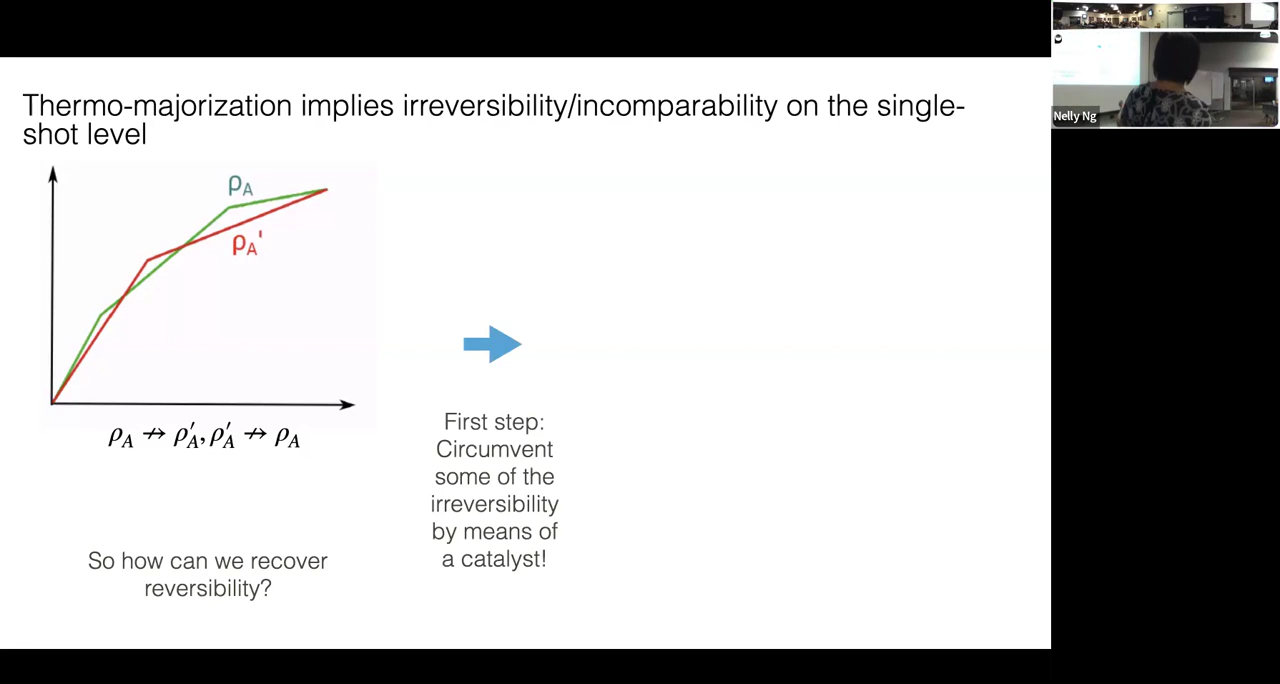 Thermo-majorization implies irreversibility/incomparability on the single-
shot level
ρA
ρA'
ρA ↛ ρ′A, ρ′A ↛ ρA
So how can we recover
reversibility?
First step:
Circumvent
some of the
irreversibility
by means of
a catalyst!
Nelly Ng